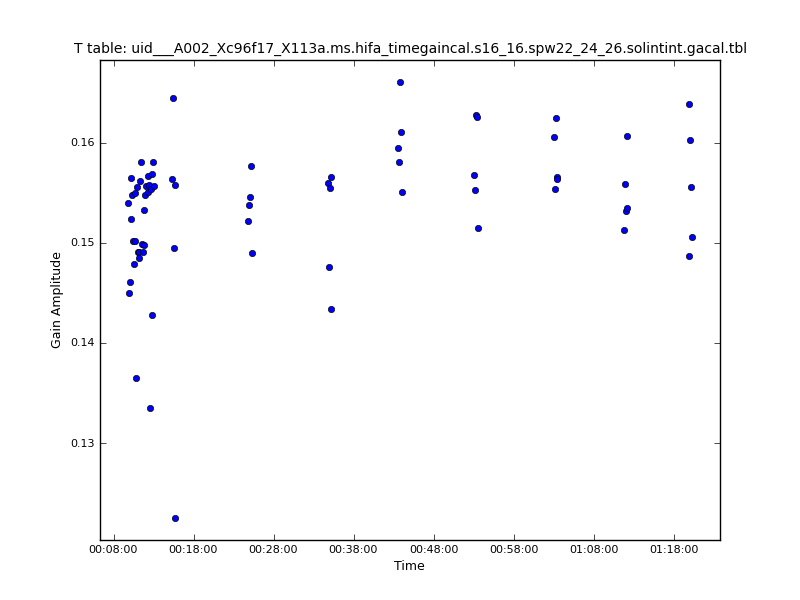 T table: uid___A002_Xc96f17_X113a.ms.hifa_timegaincal.s16_16.spw22_24_26.solintint.gacal.tbl
0.16
0.15
0.14
0.13
Gain Amplitude
00:08:00 00:18:00 00:28:00 00:38:00 00:48:00 00:58:00 01:08:00 01:18:00
Time